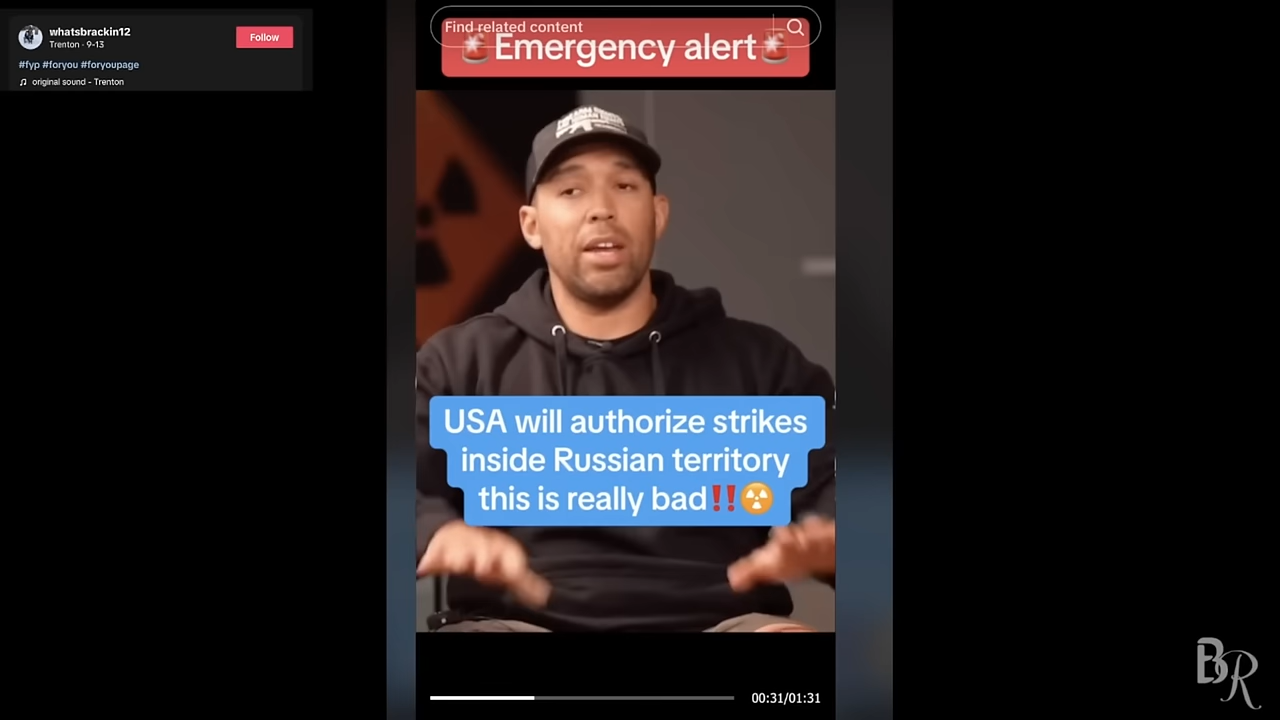 whatsbrackin12
Trenton · 9-13
Follow
#fyp #foryou #foryoupage
♫ original sound - Trenton
Find related content
🚨Emergency alert🚨
USA will authorize strikes
inside Russian territory
this is really bad‼️☢️
00:31/01:31
BR